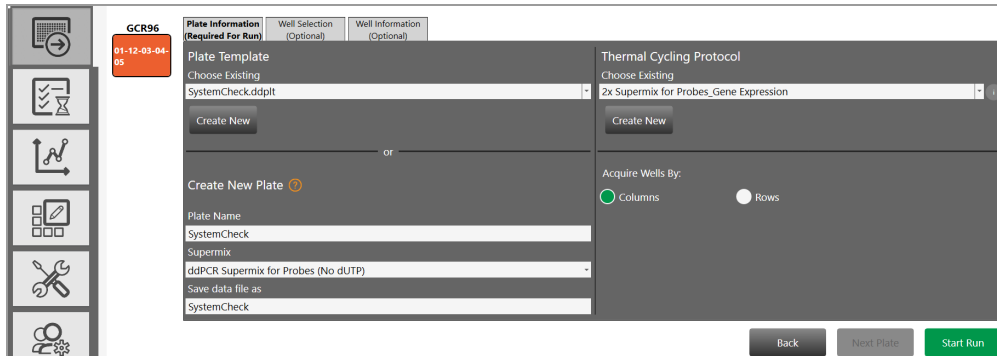 GCR96
01-12-03-04-
05
Plate Information
(Required For Run)
Well Selection
(Optional)
Well Information
(Optional)
Plate Template
Choose Existing
SystemCheck.ddplt
Create New
or
Create New Plate ?
Plate Name
SystemCheck
Supermix
ddPCR Supermix for Probes (No dUTP)
Save data file as
SystemCheck
Thermal Cycling Protocol
Choose Existing
2x Supermix for Probes_Gene Expression
Create New
Acquire Wells By:
Columns
Rows
Back
Next Plate
Start Run